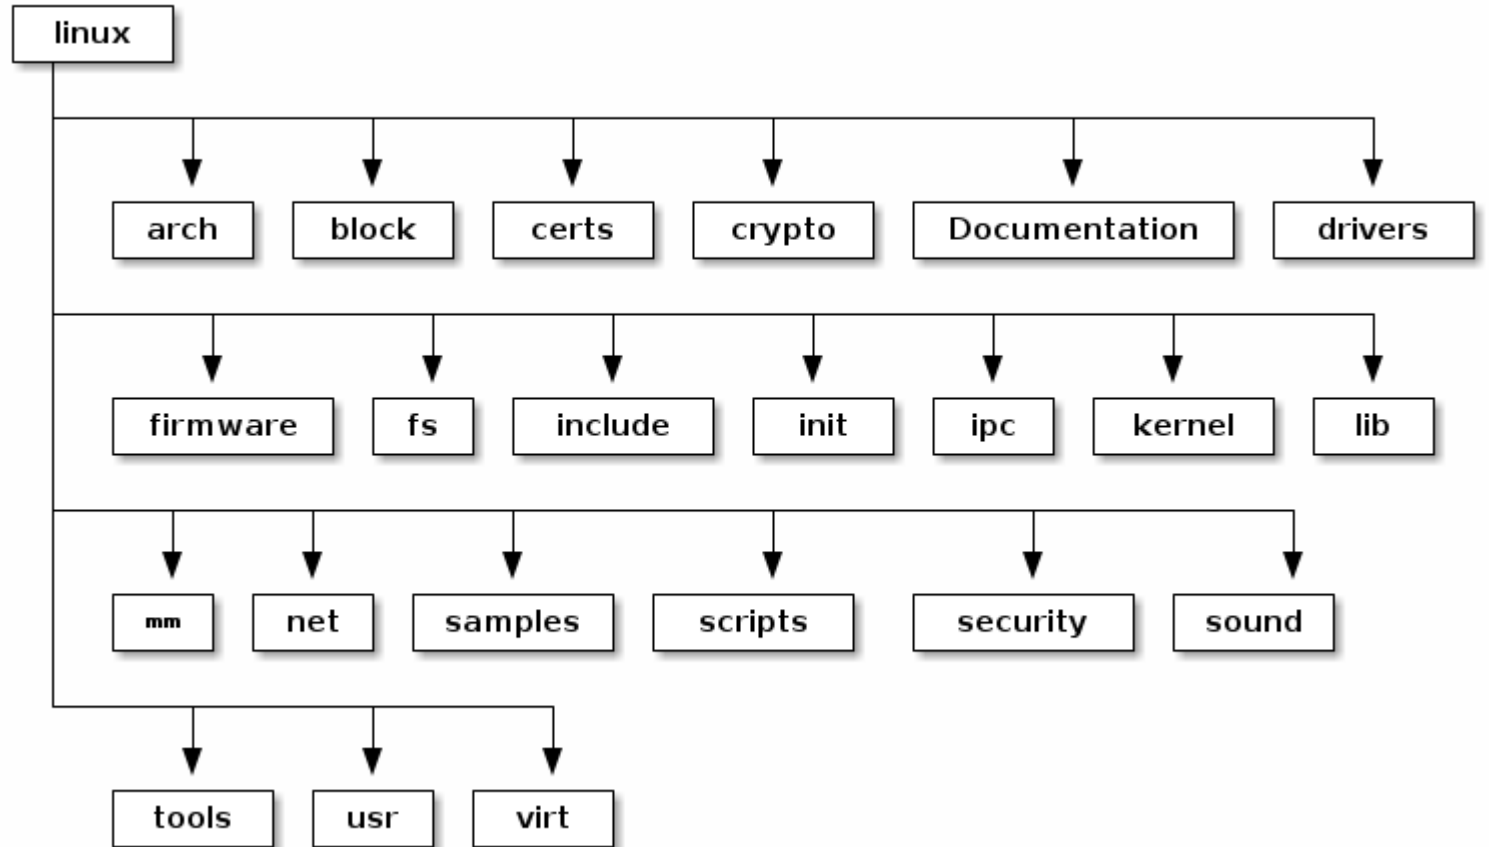 linux
arch block certs crypto Documentation drivers
firmware fs include init ipc kernel lib
mm net samples scripts security sound
tools usr virt